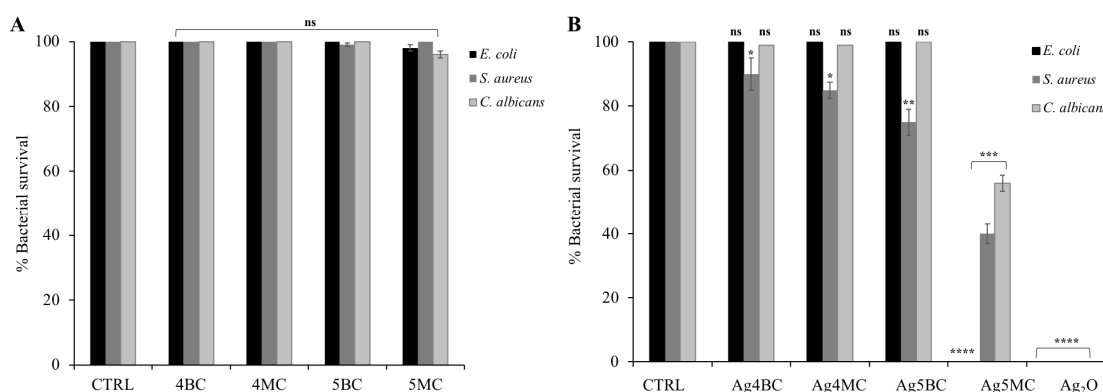 A
ns
% Bacterial survival
100
80
60
40
20
0
CTRL 4BC 4MC 5BC 5MC
E. coli
S. aureus
C. albicans
B
% Bacterial survival
100
80
60
40
20
0
ns ns ns ns ns ns
*
*
**
***
**** ****
CTRL Ag4BC Ag4MC Ag5BC Ag5MC Ag₂O
E. coli
S. aureus
C. albicans